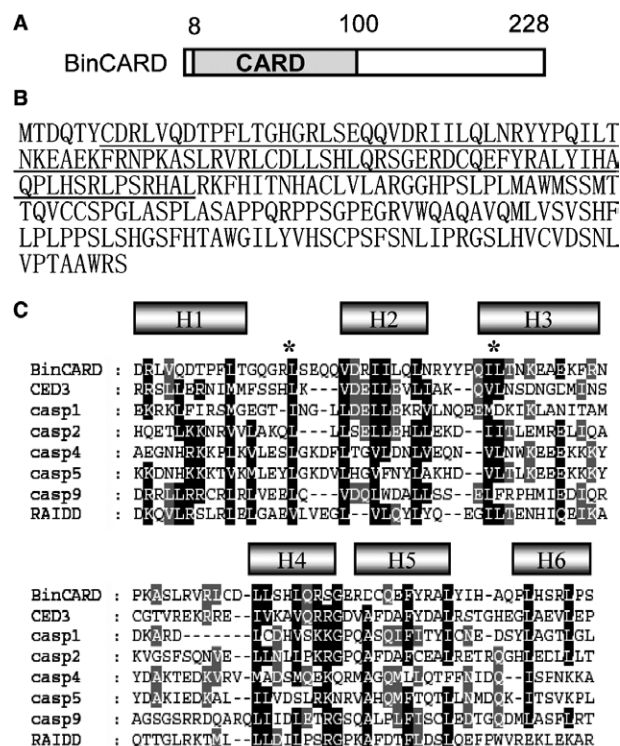 A
8 100 228
BinCARD CARD
B
MTDQTYCDRLVQDTPFLTGHGRLSEQQVDRIILQLNRYYPQILT
NKEAEKFRNPKASLRVRLCDLLSHLQRSGERDCQEFYRALYIHA
QPLHSRLPSRHALRKFHITNHACLVLARGGHPSLPLMAWMSSMT
TQVCCSPGLASPLASAPPQRPPSGPEGRVWQAQAVQMLVSVSHF
LPLPPSLSHGSFHTAWGILYVHSCPSFSNLIPRGSLHVCVDSNL
VPTAAWRS
C
H1 H2 H3
* *
BinCARD : DRLVQDTPFLTGQGRLSEQQVDRIILQLNRYYPQILTNKEAEKFRN
CED3 : RRSLLERNIMMFSSHLK---VDEILEVLIAK--QVLNSDNGDMINS
casp1 : EKRKLFIRSMGEGT-INGL--LDELLEKRVLNQEEMDKIKLANITAM
casp2 : HQETLKKNRVVLAKQL---LLSELLEHLLEKD--IITLEMRELIQA
casp4 : AEGNHRKKPLKVLESLGKDFLTGVLDNLVEQN--VLNWKEEEKKKY
casp5 : KKDNHKKKTVKMLEYLGKDVLHGVFNYLAKHD--VLTLKEEEKKKY
casp9 : DRRLLRRCRLRLVEELQ---VDQLWDALLSS--ELFRPHMIEDIQR
RAIDD : DKQVLRSLRLELGAEVLVEGL--VLQYLYQ--EGILTENHIQEIKA
H4 H5 H6
BinCARD : PKASLRVRLCD-LLSHLQRSGERDCQEFYRALYIH-AQPLHSRLPS
CED3 : CGTVREKRRE-IVKAVQRRGDVAFDAFYDALRSTGHEGLAEVLEP
casp1 : DKARD------LCDHVSKKGPQASQIFITYICNE-DSYLAGTLGL
casp2 : KVGSFSQNVE-LLNLLPKRGPQAFDAFCEALRETRQGHLEDLLLT
casp4 : YDAKTEDKVRV-MADSMQEKQRMAGQMLLQTFFNIDQ--ISPNKKA
casp5 : YDAKIEDKAL-ILVDSLRKNRVAHQMFTQTLLNMDQK-ITSVKPL
casp9 : AGSGSRRDQARQLIIDLETRGSQALPLFISCLEDTGQDMLASFLRT
RAIDD : QTTGLRKTML-LLDILPSRGPKAFDTFLDSLQEFPWVREKLEKAR